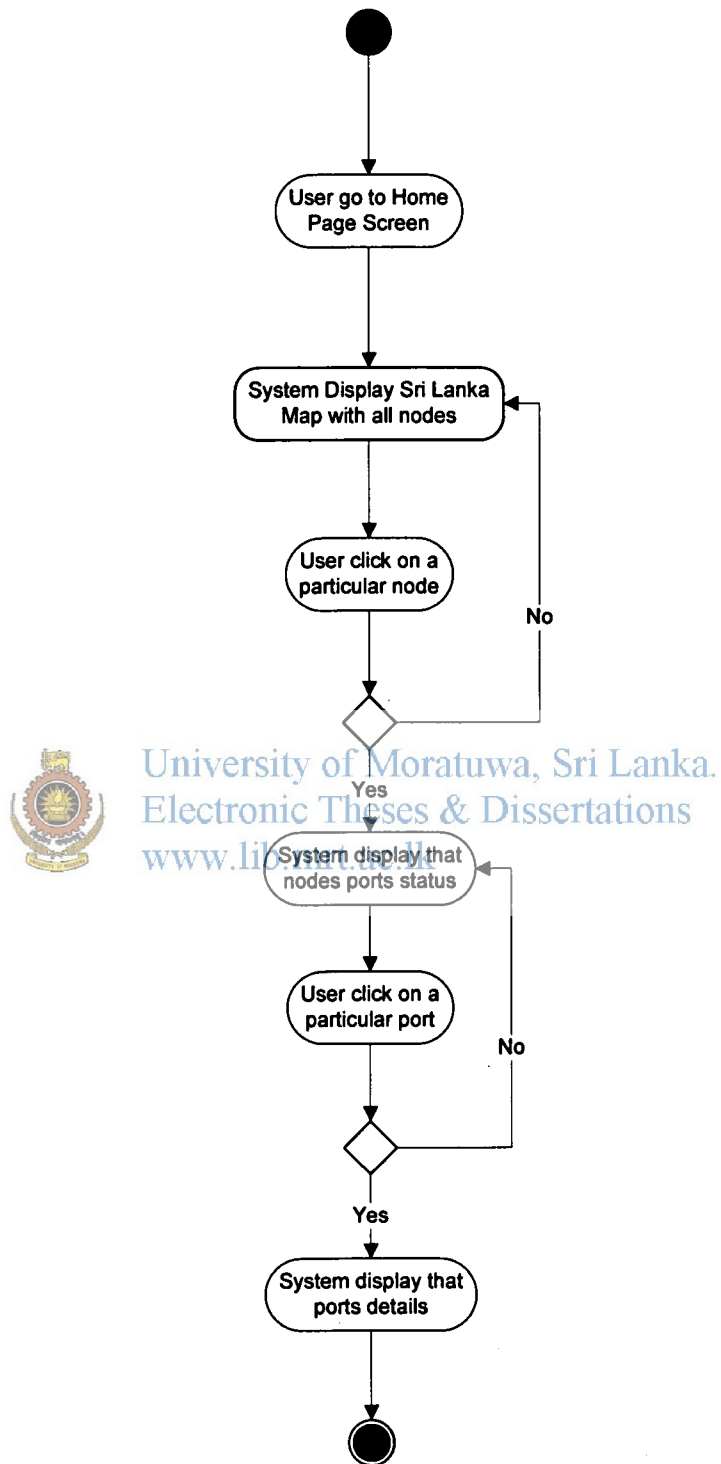 User go to Home
Page Screen
System Display Sri Lanka
Map with all nodes
User click on a
particular node
No
University of Moratuwa, Sri Lanka.
Yes
Electronic Theses & Dissertations
www.lib.mrt.ac.lk
System display that
nodes ports status
User click on a
particular port
No
Yes
System display that
ports details